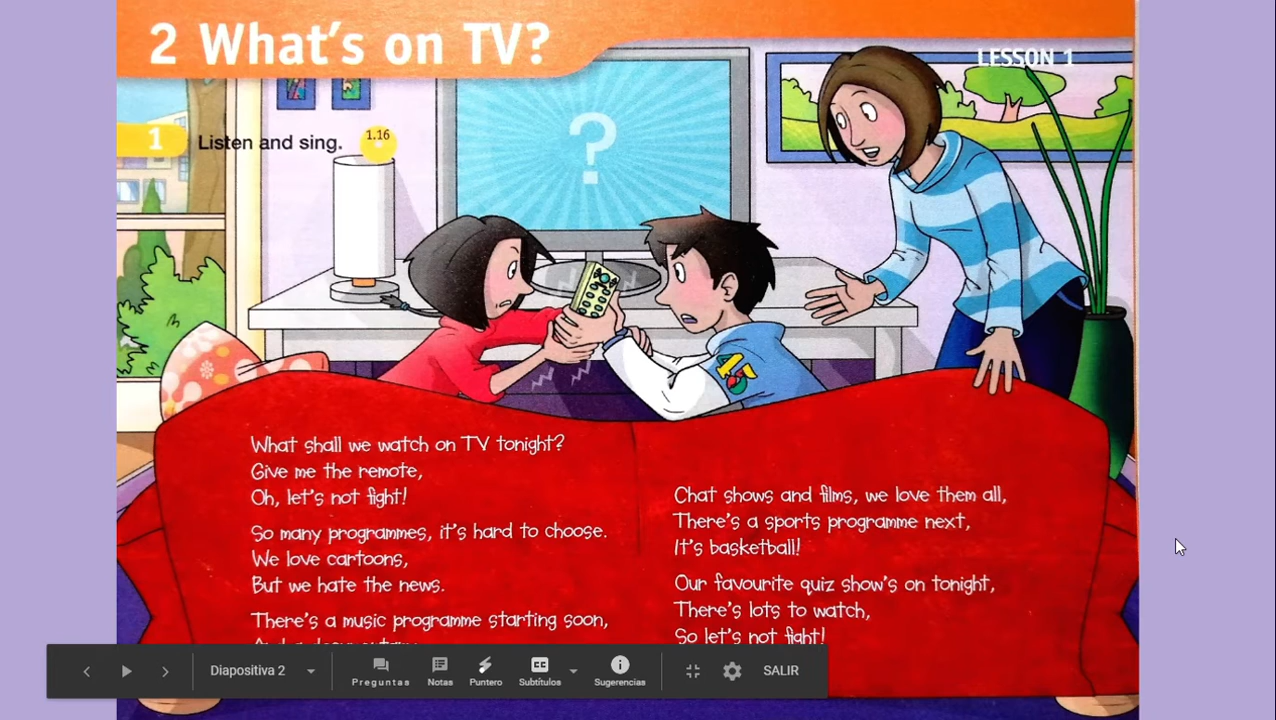 2 What's on TV?
LESSON 1
1 Listen and sing. 1.16
?
What shall we watch on TV tonight?
Give me the remote,
Oh, let's not fight!
So many programmes, it's hard to choose.
We love cartoons,
But we hate the news.
There's a music programme starting soon,
Chat shows and films, we love them all,
There's a sports programme next,
It's basketball!
Our favourite quiz show's on tonight,
There's lots to watch,
So let's not fight!
Diapositiva 2
Preguntas
Notas
Puntero
CC
Subtítulos
Sugerencias
SALIR